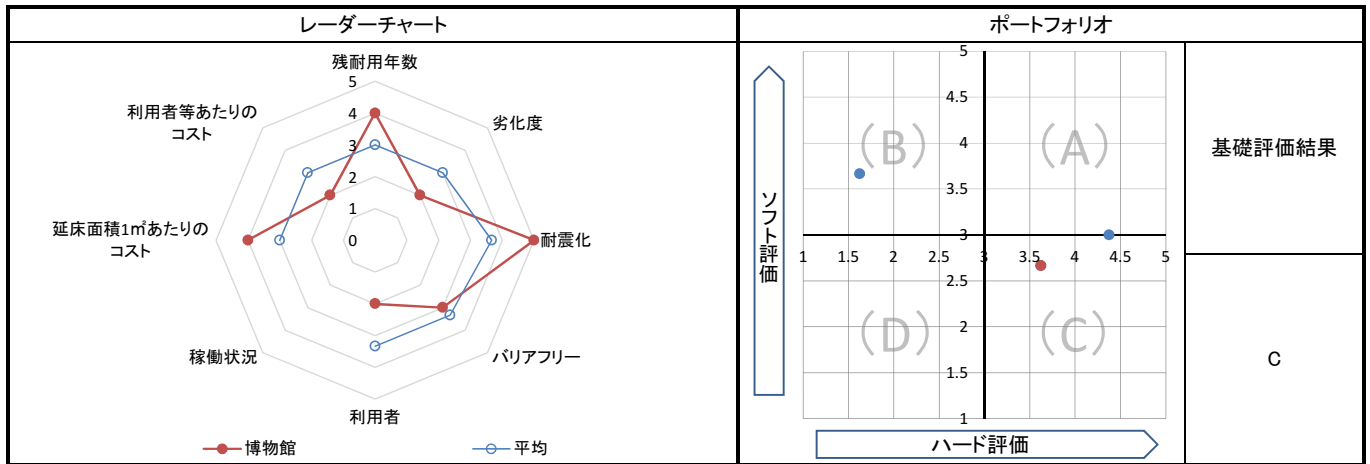 レーダーチャート
残耐用年数
5
4
3
2
1
0
劣化度
耐震化
バリアフリー
利用者
稼働状況
延床面積1㎡あたりの
コスト
利用者等あたりの
コスト
博物館
平均
ポートフォリオ
ソフト評価
5
4.5
4
3.5
3
2.5
2
1.5
1
1 1.5 2 2.5 3 3.5 4 4.5 5
(B)
(A)
(D)
(C)
ハード評価
基礎評価結果
C